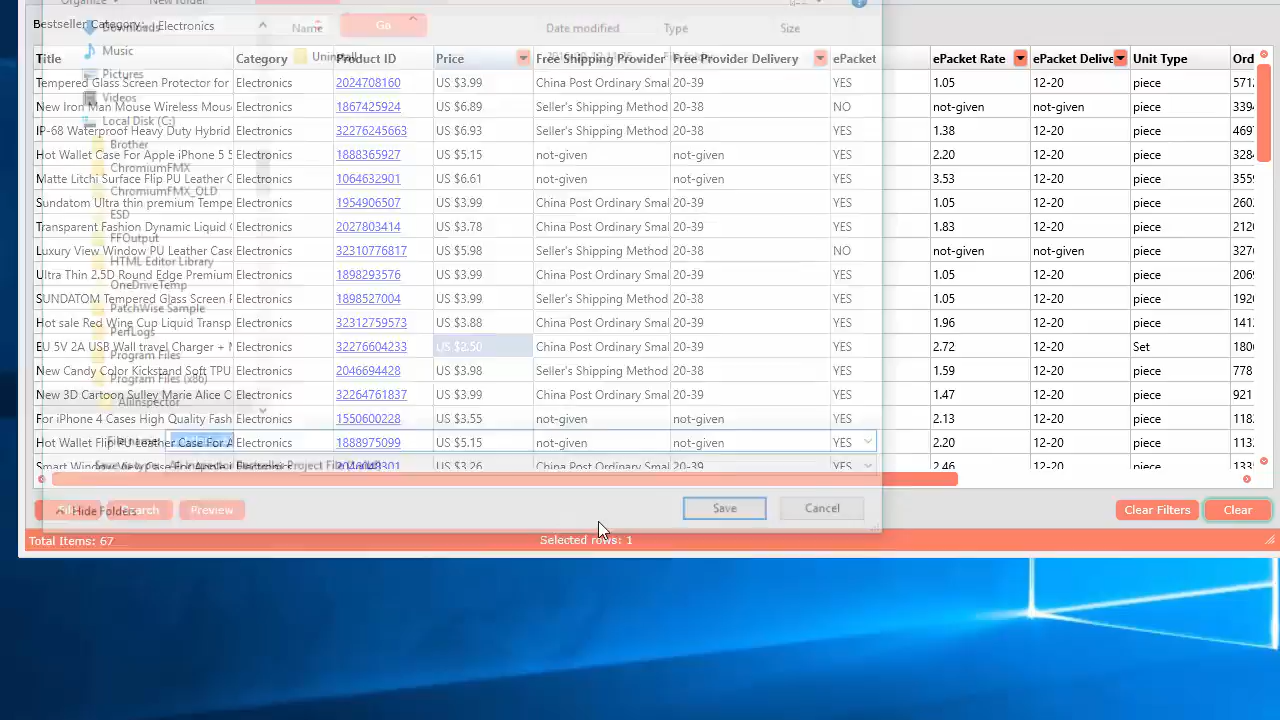 Organize New folder
Bestseller Category: Electronics Go
Downloads Name Date modified Type Size
Music
Pictures
Videos
Local Disk (C:)
Brother
ChromiumFMX
ChromiumFMX_OLD
ESD
FFOutput
HTML Editor Library
OneDriveTemp
PatchWise Sample
PerfLogs
Program Files
Program Files (x86)
AliInspector
File name:
Save as type:
Hide Folders
Save Cancel
Title Category Product ID Price Free Shipping Provider Free Provider Delivery ePacket ePacket Rate ePacket Delive Unit Type Ord
Tempered Glass Screen Protector for Electronics 2024708160 US $3.99 China Post Ordinary Smal 20-39 YES 1.05 12-20 piece 5712
New Iron Man Mouse Wireless Mous Electronics 1867425924 US $6.89 Seller's Shipping Method 20-38 NO not-given not-given piece 3394
IP-68 Waterproof Heavy Duty Hybrid Electronics 32276245663 US $6.93 Seller's Shipping Method 20-38 YES 1.38 12-20 piece 4697
Hot Wallet Case For Apple iPhone 5 5 Electronics 1888365927 US $5.15 not-given not-given YES 2.20 12-20 piece 3284
Matte Litchi Surface Flip PU Leather Electronics 1064632901 US $6.61 not-given not-given YES 3.53 12-20 piece 3559
Sundatom Ultra thin premium Tempe Electronics 1954906507 US $3.99 China Post Ordinary Smal 20-39 YES 1.05 12-20 piece 2602
Transparent Fashion Dynamic Liquid Electronics 2027803414 US $3.78 China Post Ordinary Smal 20-39 YES 1.83 12-20 piece 2120
Luxury View Window PU Leather Case Electronics 32310776817 US $5.98 Seller's Shipping Method 20-38 NO not-given not-given piece 3270
Ultra Thin 2.5D Round Edge Premium Electronics 1898293576 US $3.99 China Post Ordinary Smal 20-39 YES 1.05 12-20 piece 2069
SUNDATOM Tempered Glass Screen P Electronics 1898527004 US $3.99 Seller's Shipping Method 20-38 YES 1.05 12-20 piece 1920
Hot sale Red Wine Cup Liquid Transp Electronics 32312759573 US $3.88 China Post Ordinary Smal 20-39 YES 1.96 12-20 piece 1412
EU 5V 2A USB Wall travel Charger + M Electronics 32276604233 US $2.50 China Post Ordinary Smal 20-39 YES 2.72 12-20 Set 1800
New Candy Color Kickstand Soft TPU Electronics 2046694428 US $3.98 Seller's Shipping Method 20-38 YES 1.59 12-20 piece 778
New 3D Cartoon Sulley Marie Alice C Electronics 32264761837 US $3.99 China Post Ordinary Smal 20-39 YES 1.47 12-20 piece 921
For iPhone 4 Cases High Quality Fash Electronics 1550600228 US $3.55 not-given not-given YES 2.13 12-20 piece 1183
Hot Wallet Flip PU Leather Case For A Electronics 1888975099 US $5.15 not-given not-given YES 2.20 12-20 piece 1133
Smart Window View Case For Apple Electronics US $3.26 China Post Ordinary Smal 20-39 YES 2.46 12-20 piece
Search Preview Clear Filters Clear
Total Items: 67 Selected rows: 1